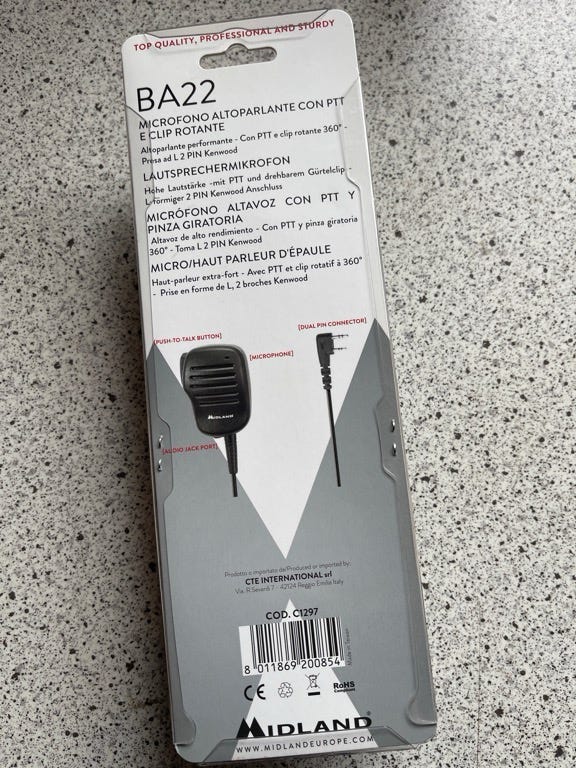 TOP QUALITY, PROFESSIONAL AND STURDY
BA22
MICROFONO ALTOPARLANTE CON PTT
E CLIP ROTANTE
Altoparlante performante - Con PTT e clip rotante 360° -
Presa ad L 2 PIN Kenwood
LAUTSPRECHERMIKROFON
Hohe Lautstärke -mit PTT und drehbarem Gürtelclip -
L-förmiger 2 PIN Kenwood Anschluss
MICRÓFONO ALTAVOZ CON PTT Y
PINZA GIRATORIA
Altavoz de alto rendimiento - Con PTT y pinza giratoria
360° - Toma L 2 PIN Kenwood
MICRO/HAUT PARLEUR D'ÉPAULE
Haut-parleur extra-fort - Avec PTT et clip rotatif à 360°
- Prise en forme de L, 2 broches Kenwood
[PUSH-TO-TALK BUTTON]
[MICROPHONE]
[DUAL PIN CONNECTOR]
MIDLAND
[AUDIO JACK PORT]
Prodotto o importato da/Produced or imported by:
CTE INTERNATIONAL srl
Via. R.Sevardi 7 - 42124 Reggio Emilia Italy
COD. C1297
8 011869 200854
Made in
CE
RoHS
Compliant
MIDLAND
WWW.MIDLANDEUROPE.COM